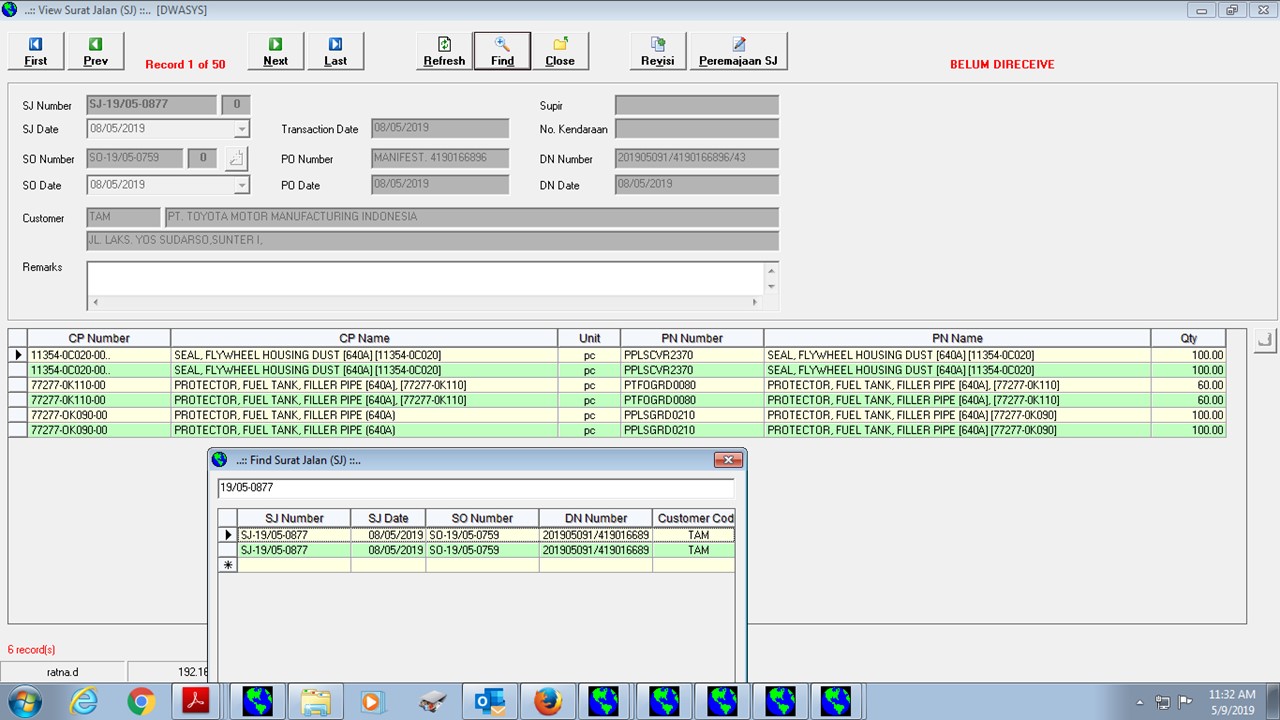 ..:: View Surat Jalan (SJ) ::.. [DWASYS]
First Prev Record 1 of 50 Next Last Refresh Find Close Revisi Peremajaan SJ BELUM DIRECEIVE
SJ Number SJ-19/05-0877 0 Supir
SJ Date 08/05/2019 Transaction Date 08/05/2019 No. Kendaraan
SO Number SO-19/05-0759 0 PO Number MANIFEST. 4190166896 DN Number 201905091/4190166896/43
SO Date 08/05/2019 PO Date 08/05/2019 DN Date 08/05/2019
Customer TAM PT. TOYOTA MOTOR MANUFACTURING INDONESIA
JL. LAKS. YOS SUDARSO,SUNTER I,
Remarks
CP Number CP Name Unit PN Number PN Name Qty
11354-0C020-00.. SEAL, FLYWHEEL HOUSING DUST [640A] [11354-0C020] pc PPLSCVR2370 SEAL, FLYWHEEL HOUSING DUST [640A] [11354-0C020] 100.00
11354-0C020-00.. SEAL, FLYWHEEL HOUSING DUST [640A] [11354-0C020] pc PPLSCVR2370 SEAL, FLYWHEEL HOUSING DUST [640A] [11354-0C020] 100.00
77277-0K110-00 PROTECTOR, FUEL TANK, FILLER PIPE [640A], [77277-0K110] pc PTFOGRD0080 PROTECTOR, FUEL TANK, FILLER PIPE [640A], [77277-0K110] 60.00
77277-0K110-00 PROTECTOR, FUEL TANK, FILLER PIPE [640A], [77277-0K110] pc PTFOGRD0080 PROTECTOR, FUEL TANK, FILLER PIPE [640A], [77277-0K110] 60.00
77277-OK090-00 PROTECTOR, FUEL TANK, FILLER PIPE (640A) pc PPLSGRD0210 PROTECTOR, FUEL TANK, FILLER PIPE [640A] [77277-0K090] 100.00
77277-OK090-00 PROTECTOR, FUEL TANK, FILLER PIPE (640A) pc PPLSGRD0210 PROTECTOR, FUEL TANK, FILLER PIPE [640A] [77277-0K090] 100.00
..:: Find Surat Jalan (SJ) ::..
19/05-0877
SJ Number SJ Date SO Number DN Number Customer Cod
SJ-19/05-0877 08/05/2019 SO-19/05-0759 201905091/419016689 TAM
SJ-19/05-0877 08/05/2019 SO-19/05-0759 201905091/419016689 TAM
6 record(s)
ratna.d 192.16
11:32 AM
5/9/2019